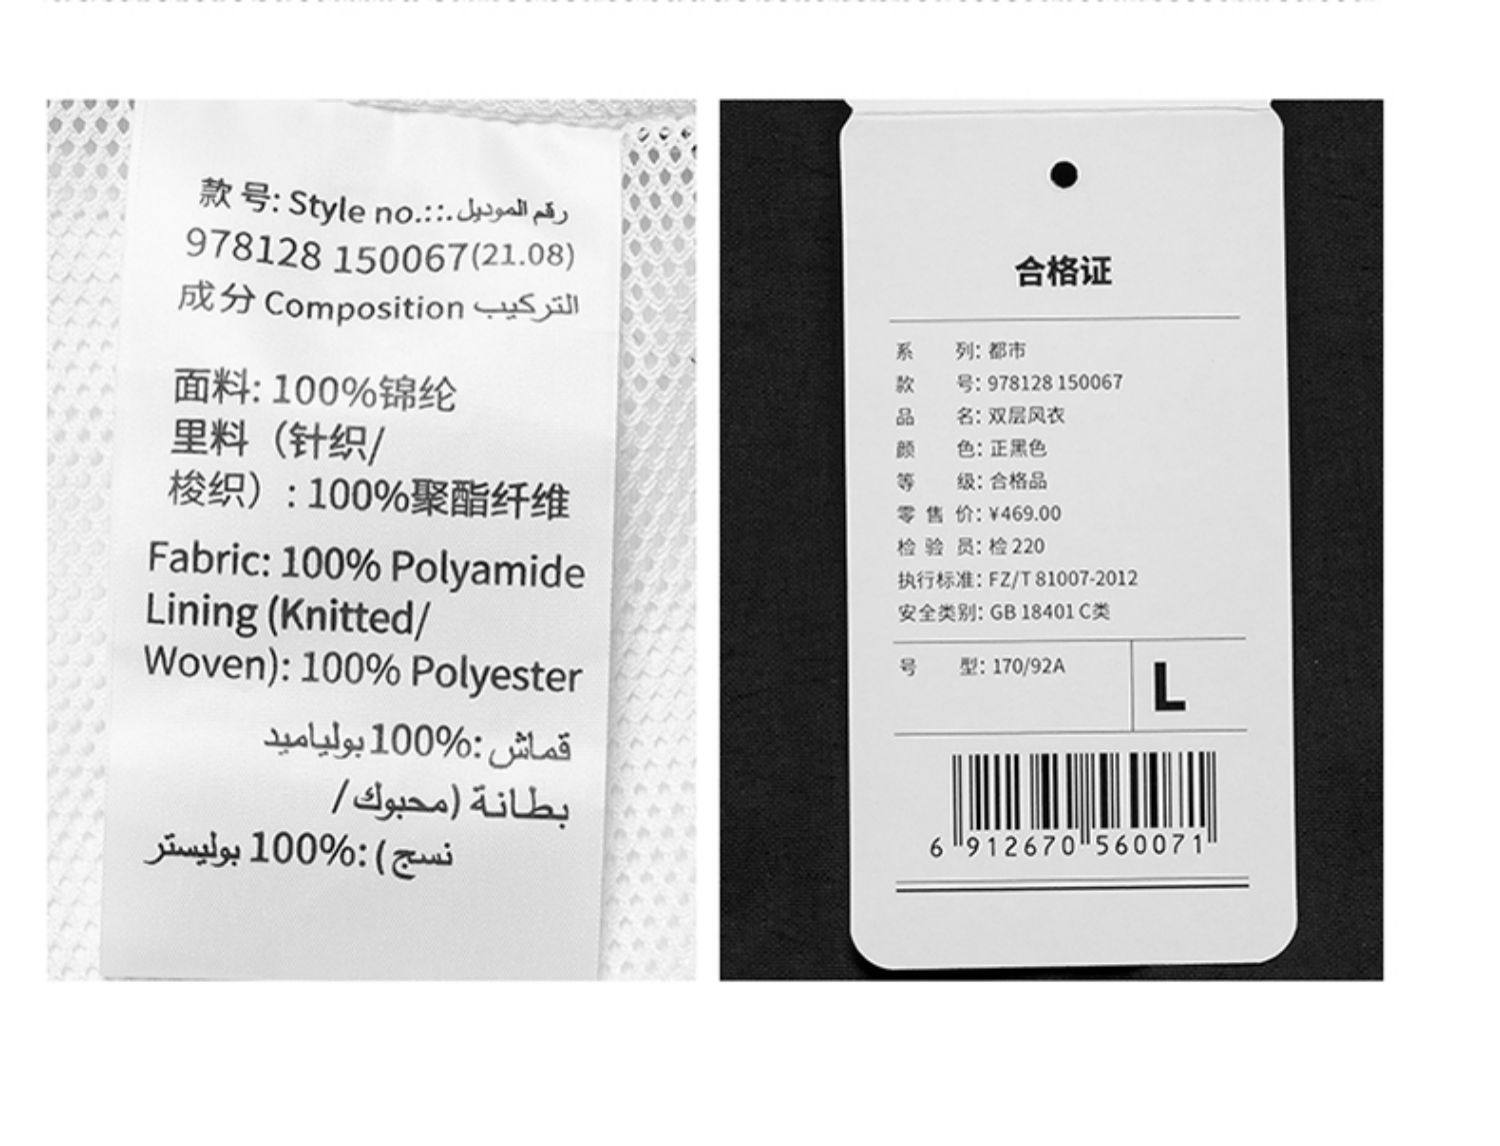 款 号: Style no.::. رقم الموديل
978128 150067(21.08)
成分 Composition التركيب
面料: 100%锦纶
里料（针织/
梭织）: 100%聚酯纤维
Fabric: 100% Polyamide
Lining (Knitted/
Woven): 100% Polyester
قماش :%100 بولياميد
بطانة (محبوك/
نسج ):%100 بوليستر
合格证
系 列: 都市
款 号: 978128 150067
品 名: 双层风衣
颜 色: 正黑色
等 级: 合格品
零 售 价: ¥469.00
检 验 员: 检 220
执行标准: FZ/T 81007-2012
安全类别: GB 18401 C类
号 型: 170/92A
L
6 912670 560071